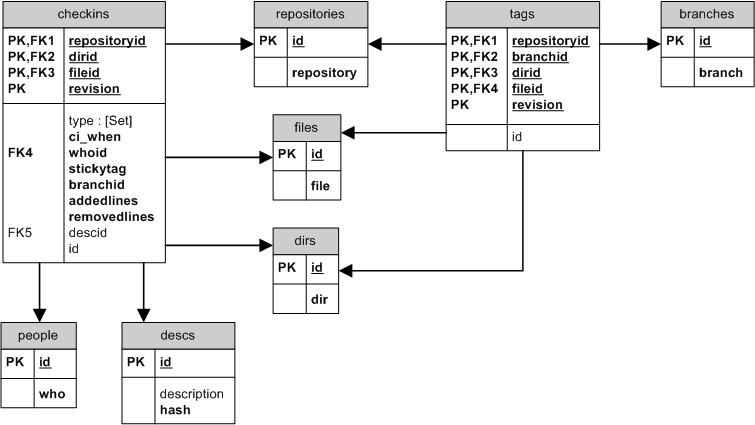 checkins
PK,FK1 repositoryid
PK,FK2 dirid
PK,FK3 fileid
PK revision
type : [Set]
ci_when
FK4 whoid
stickytag
branchid
addedlines
removedlines
FK5 descid
id
repositories
PK id
repository
tags
PK,FK1 repositoryid
PK,FK2 branchid
PK,FK3 dirid
PK,FK4 fileid
PK revision
id
branches
PK id
branch
files
PK id
file
dirs
PK id
dir
people
PK id
who
descs
PK id
description
hash